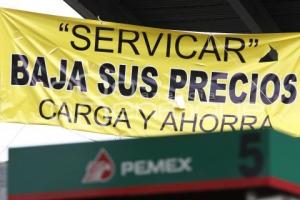 "SERVICAR"
BAJA SUS PRECIOS
CARGA Y AHORRA
PEMEX 5